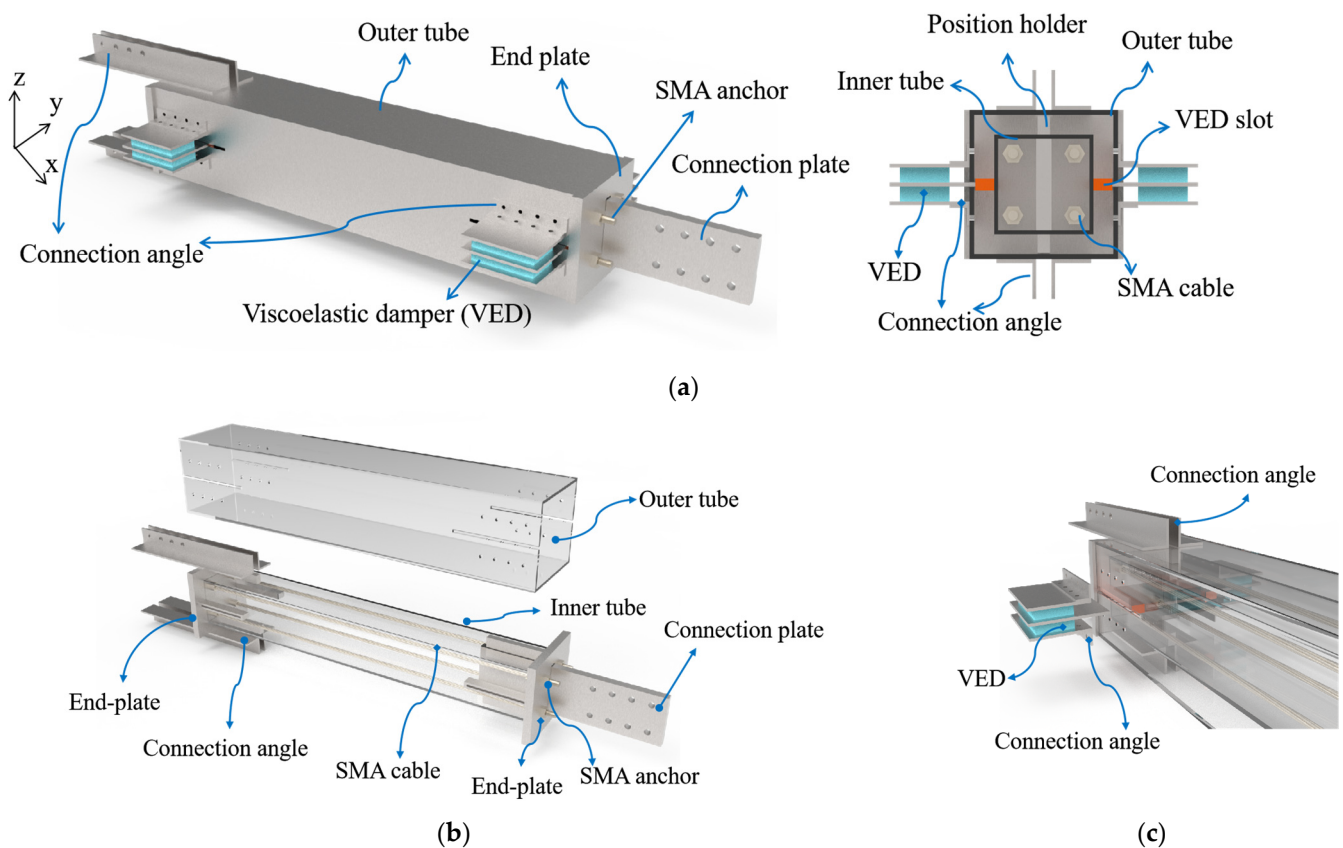 Outer tube
End plate
SMA anchor
Connection plate
z
y
x
Connection angle
Viscoelastic damper (VED)
Position holder
Outer tube
Inner tube
VED slot
VED
SMA cable
Connection angle
(a)
Outer tube
Inner tube
Connection plate
End-plate
Connection angle
SMA cable
End-plate
SMA anchor
(b)
Connection angle
VED
Connection angle
(c)